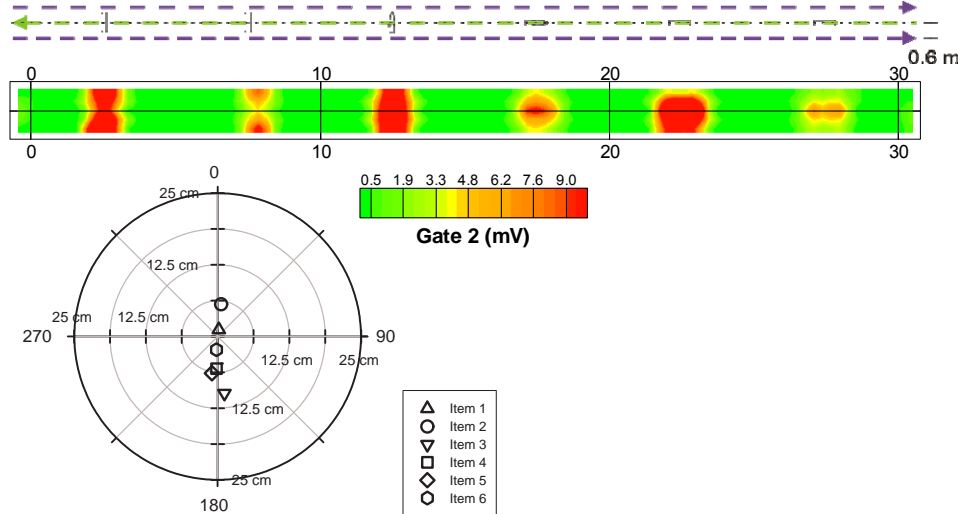 0.6 m
0 10 20 30
0 10 20 30
0
25 cm
0.5 1.9 3.3 4.8 6.2 7.6 9.0
Gate 2 (mV)
12.5 cm
25 cm 12.5 cm
270 90
12.5 cm 25 cm
12.5 cm
25 cm
180
Item 1
Item 2
Item 3
Item 4
Item 5
Item 6